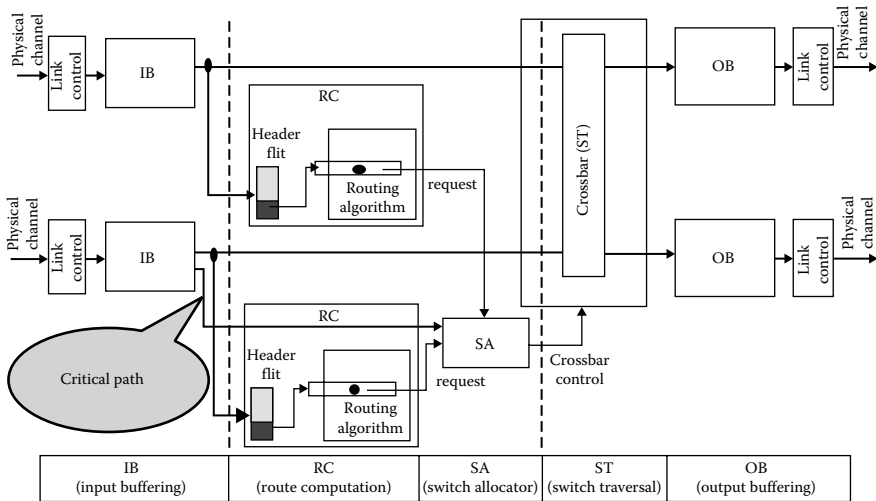 Physical
channel
Link
control
IB
RC
Header
flit
Routing
algorithm
request
Crossbar (ST)
OB
Link
control
Physical
channel
Physical
channel
Link
control
IB
OB
Link
control
Physical
channel
Critical path
RC
Header
flit
Routing
algorithm
request
SA
Crossbar
control
IB
(input buffering)
RC
(route computation)
SA
(switch allocator)
ST
(switch traversal)
OB
(output buffering)